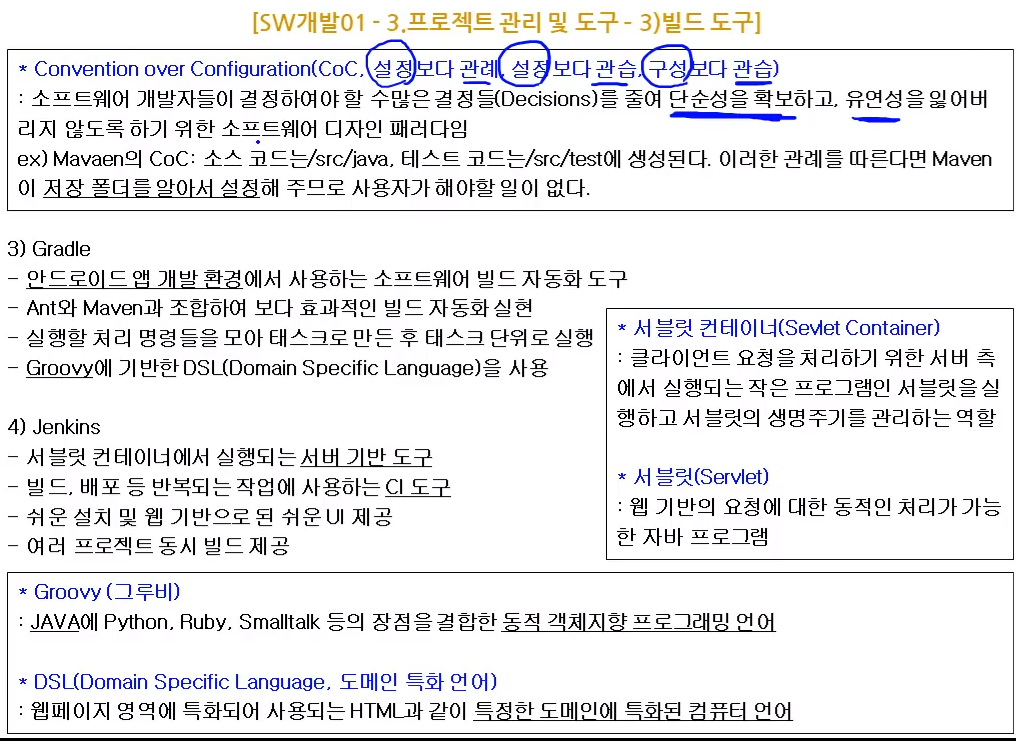 [SW개발01 - 3.프로젝트 관리 및 도구 - 3)빌드 도구]
* Convention over Configuration(CoC, 설정보다 관례, 설정보다 관습, 구성보다 관습)
: 소프트웨어 개발자들이 결정하여야 할 수많은 결정들(Decisions)를 줄여 단순성을 확보하고, 유연성을 잃어버
리지 않도록 하기 위한 소프트웨어 디자인 패러다임
ex) Mavaen의 CoC: 소스 코드는/src/java, 테스트 코드는/src/test에 생성된다. 이러한 관례를 따른다면 Maven
이 저장 폴더를 알아서 설정해 주므로 사용자가 해야할 일이 없다.
3) Gradle
- 안드로이드 앱 개발 환경에서 사용하는 소프트웨어 빌드 자동화 도구
- Ant와 Maven과 조합하여 보다 효과적인 빌드 자동화 실현
- 실행할 처리 명령들을 모아 태스크로 만든 후 태스크 단위로 실행
- Groovy에 기반한 DSL(Domain Specific Language)을 사용
4) Jenkins
- 서블릿 컨테이너에서 실행되는 서버 기반 도구
- 빌드, 배포 등 반복되는 작업에 사용하는 CI 도구
- 쉬운 설치 및 웹 기반으로 된 쉬운 UI 제공
- 여러 프로젝트 동시 빌드 제공
* 서블릿 컨테이너(Sevlet Container)
: 클라이언트 요청을 처리하기 위한 서버 측
에서 실행되는 작은 프로그램인 서블릿을 실
행하고 서블릿의 생명주기를 관리하는 역할
* 서블릿(Servlet)
: 웹 기반의 요청에 대한 동적인 처리가 가능
한 자바 프로그램
* Groovy (그루비)
: JAVA에 Python, Ruby, Smalltalk 등의 장점을 결합한 동적 객체지향 프로그래밍 언어
* DSL(Domain Specific Language, 도메인 특화 언어)
: 웹페이지 영역에 특화되어 사용되는 HTML과 같이 특정한 도메인에 특화된 컴퓨터 언어